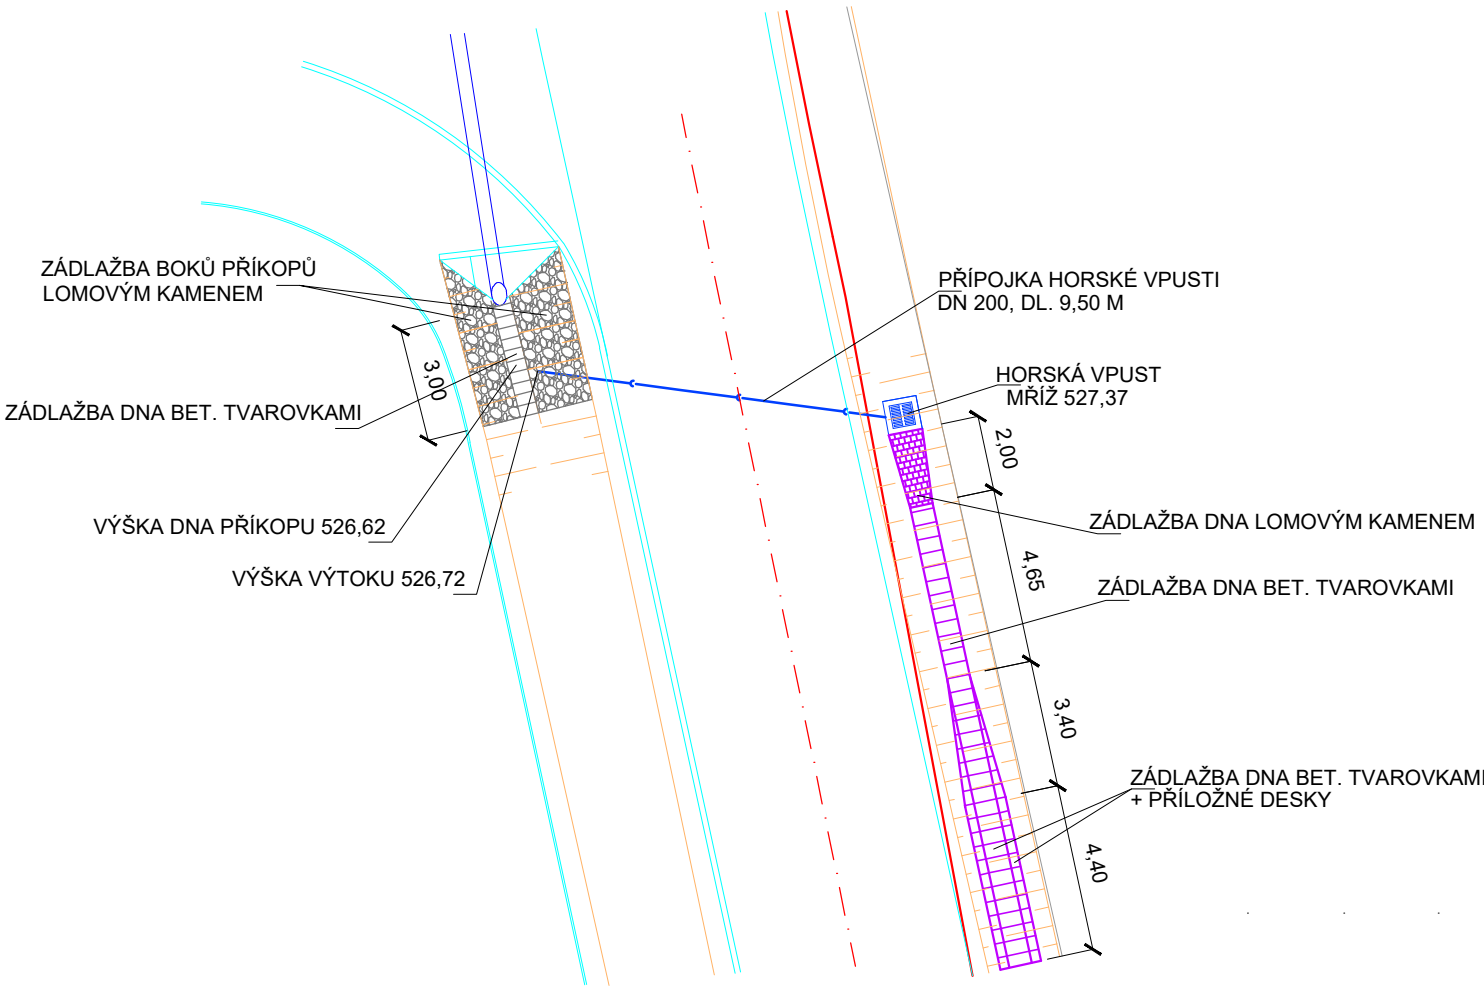 ZÁDLAŽBA BOKŮ PŘÍKOPŮ
LOMOVÝM KAMENEM
3,00
ZÁDLAŽBA DNA BET. TVAROVKAMI
VÝŠKA DNA PŘÍKOPU 526,62
VÝŠKA VÝTOKU 526,72
PŘÍPOJKA HORSKÉ VPUSTI
DN 200, DL. 9,50 M
HORSKÁ VPUST
MŘÍŽ 527,37
2,00
ZÁDLAŽBA DNA LOMOVÝM KAMENEM
4,65
ZÁDLAŽBA DNA BET. TVAROVKAMI
3,40
ZÁDLAŽBA DNA BET. TVAROVKAMI
+ PŘÍLOŽNÉ DESKY
4,40